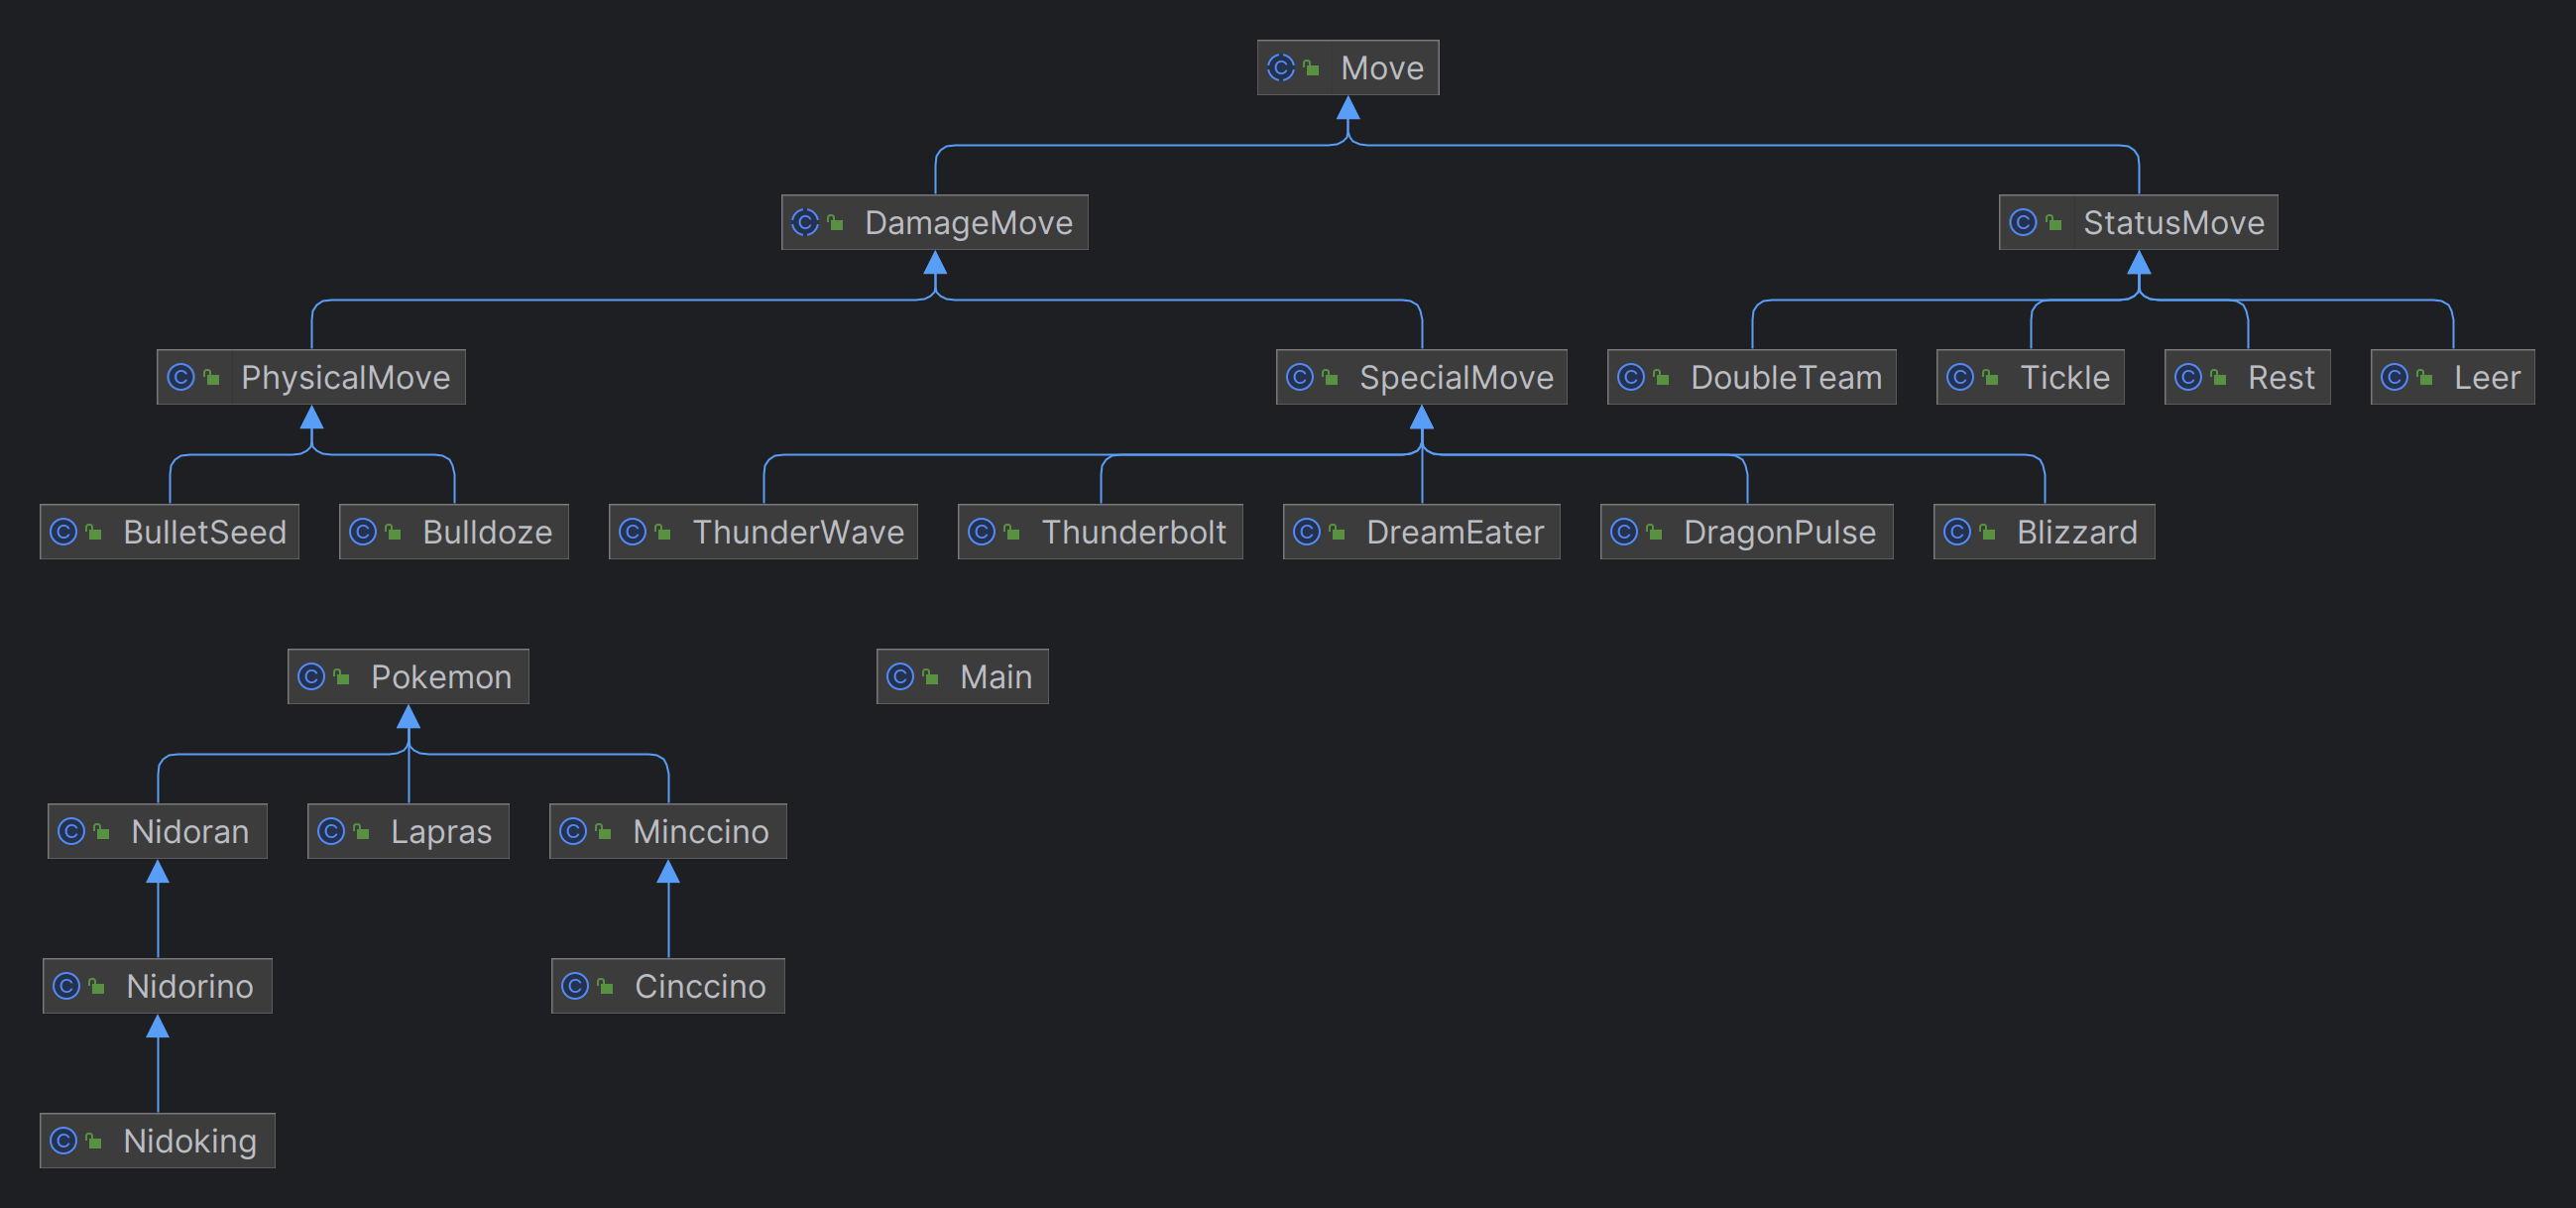 Move
DamageMove
StatusMove
PhysicalMove
SpecialMove
DoubleTeam
Tickle
Rest
Leer
BulletSeed
Bulldoze
ThunderWave
Thunderbolt
DreamEater
DragonPulse
Blizzard
Pokemon
Main
Nidoran
Lapras
Minccino
Nidorino
Cinccino
Nidoking